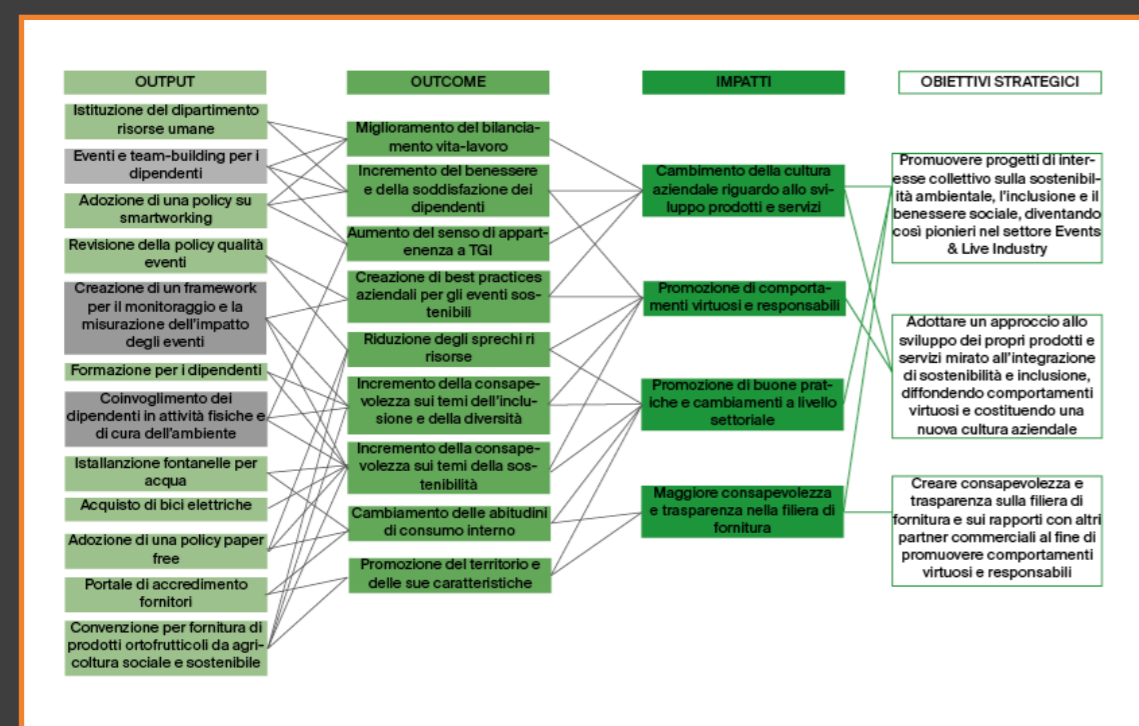 OUTPUT
Istituzione del dipartimento
risorse umane
Eventi e team-building per i
dipendenti
Adozione di una policy su
smartworking
Revisione della policy qualità
eventi
Creazione di un framework
per il monitoraggio e la
misurazione dell'impatto
degli eventi
Formazione per i dipendenti
Coinvoglimento dei
dipendenti in attività fisiche e
di cura dell'ambiente
Istallanzione fontanelle per
acqua
Acquisto di bici elettriche
Adozione di una policy paper
free
Portale di accredimento
fornitori
Convenzione per fornitura di
prodotti ortofrutticoli da agri-
coltura sociale e sostenibile
OUTCOME
Miglioramento del bilancia-
mento vita-lavoro
Incremento del benessere
e della soddisfazione dei
dipendenti
Aumento del senso di appart-
enenza a TGI
Creazione di best practices
aziendali per gli eventi sos-
tenibili
Riduzione degli sprechi ri
risorse
Incremento della consape-
volezza sui temi dell'inclu-
sione e della diversità
Incremento della consape-
volezza sui temi della sos-
tenibilità
Cambiamento delle abitudini
di consumo interno
Promozione del territorio e
delle sue caratteristiche
IMPATTI
Cambimento della cultura
aziendale riguardo allo svi-
luppo prodotti e servizi
Promozione di comporta-
menti virtuosi e responsabili
Promozione di buone prat-
iche e cambiamenti a livello
settoriale
Maggiore consapevolezza
e trasparenza nella filiera di
fornitura
OBIETTIVI STRATEGICI
Promuovere progetti di inter-
esse collettivo sulla sostenibil-
ità ambientale, l'inclusione e il
benessere sociale, diventando
così pionieri nel settore Events
& Live Industry
Adottare un approccio allo
sviluppo dei propri prodotti e
servizi mirato all'integrazione
di sostenibilità e inclusione,
diffondendo comportamenti
virtuosi e costituendo una
nuova cultura aziendale
Creare consapevolezza e
trasparenza sulla filiera di
fornitura e sui rapporti con altri
partner commerciali al fine di
promuovere comportamenti
virtuosi e responsabili